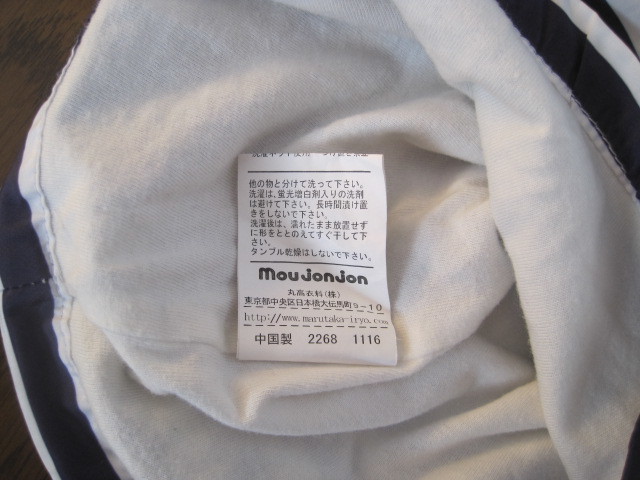 他の物と分けて洗って下さい。
洗濯は、蛍光増白剤入りの洗剤
は避けて下さい。長時間漬け置
きをしないで下さい。
洗濯後は、濡れたまま放置せず
に形をととのえてすぐ干して下
さい。
タンブル乾燥はしないで下さい。
moujonjon
丸高衣料(株)
東京都中央区日本橋大伝馬町9-10
http://www.marutaka-iryo.com/
中国製 2268 1116